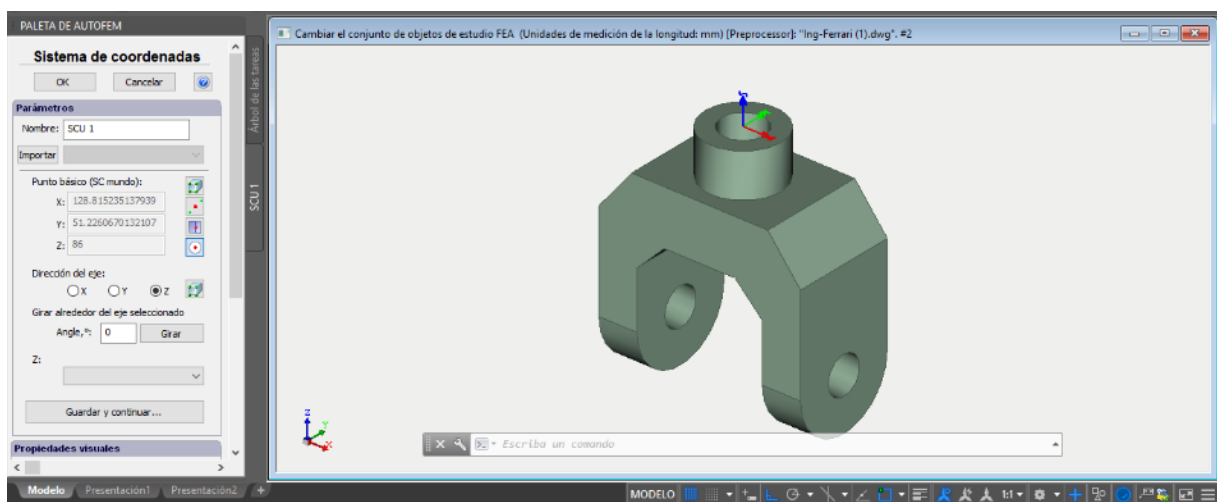 PALETA DE AUTOFEM
Sistema de coordenadas
OK Cancelar
Parámetros
Nombre: SCU 1
Importar
Punto básico (SC mundo):
X: 128.815235137939
Y: 51.2260670132107
Z: 86
Dirección del eje:
X Y Z
Girar alrededor del eje seleccionado
Angle,°: 0 Girar
Z:
Guardar y continuar...
Propiedades visuales
Árbol de las tareas
SCU 1
Cambiar el conjunto de objetos de estudio FEA (Unidades de medición de la longitud: mm) [Preprocessor]: "Ing-Ferrari (1).dwg". #2
Z
Y
X
Escriba un comando
Modelo Presentación1 Presentación2 +
MODELO 1:1